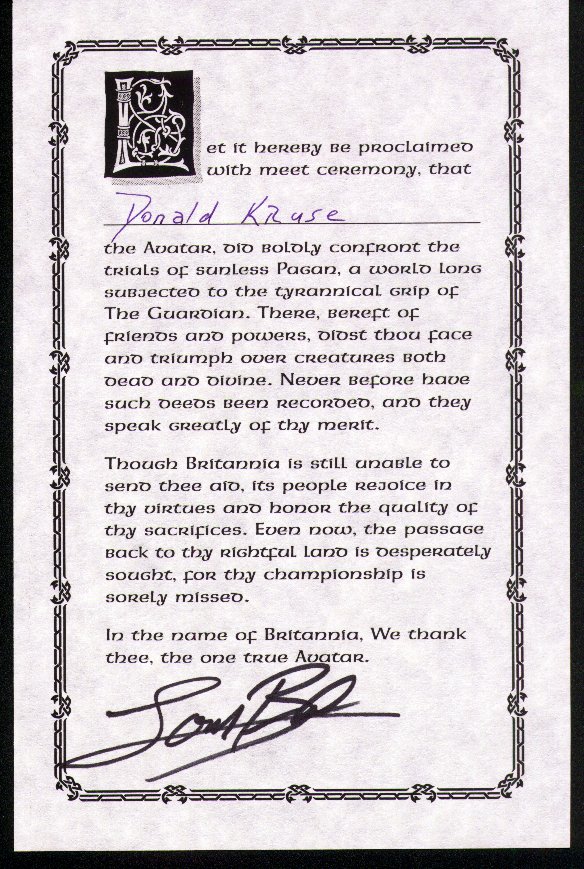 Let it hereby be proclaimed
with meet ceremony, that
Donald Kruse
the Avatar, did boldly confront the
trials of sunless Pagan, a world long
subjected to the tyrannical grip of
The Guardian. There, bereft of
friends and powers, didst thou face
and triumph over creatures both
dead and divine. Never before have
such deeds been recorded, and they
speak greatly of thy merit.
Though Britannia is still unable to
send thee aid, its people rejoice in
thy virtues and honor the quality of
thy sacrifices. Even now, the passage
back to thy rightful land is desperately
sought, for thy championship is
sorely missed.
In the name of Britannia, We thank
thee, the one true Avatar.
Lord B